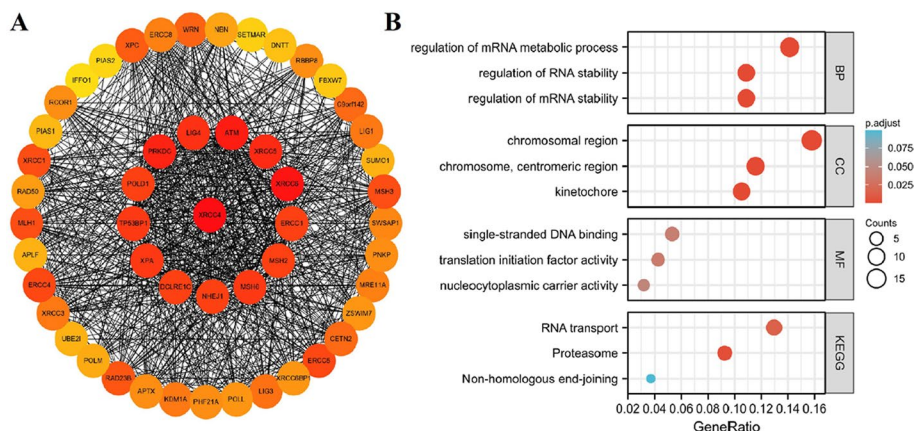 A
B
WRN
ERCC8
NBN
XPC
SETMAR
PIAS2
DNTT
IFFO1
RBBP8
FBXW7
RCOR1
C9orf142
PIAS1
LIG1
XRCC1
SUMO1
RAD50
MSH3
MLH1
SWSAP1
APLF
PNKP
ERCC4
MRE11A
XRCC3
ZSWIM7
UBE2I
CETN2
POLM
ERCC5
RAD23B
XRCC6BP1
APTX
LIG3
KDM1A
PHF21A
POLL
LIG4
ATM
PRKDC
XRCC5
POLD1
XRCC6
TP53BP1
XRCC4
ERCC1
XPA
MSH2
DCLRE1C
MSH6
NHEJ1
regulation of mRNA metabolic process
regulation of RNA stability
regulation of mRNA stability
BP
chromosomal region
chromosome, centromeric region
kinetochore
CC
single-stranded DNA binding
translation initiation factor activity
nucleocytoplasmic carrier activity
MF
RNA transport
Proteasome
Non-homologous end-joining
KEGG
0.02 0.04 0.06 0.08 0.10 0.12 0.14 0.16
GeneRatio
p.adjust
0.075
0.050
0.025
Counts
5
10
15